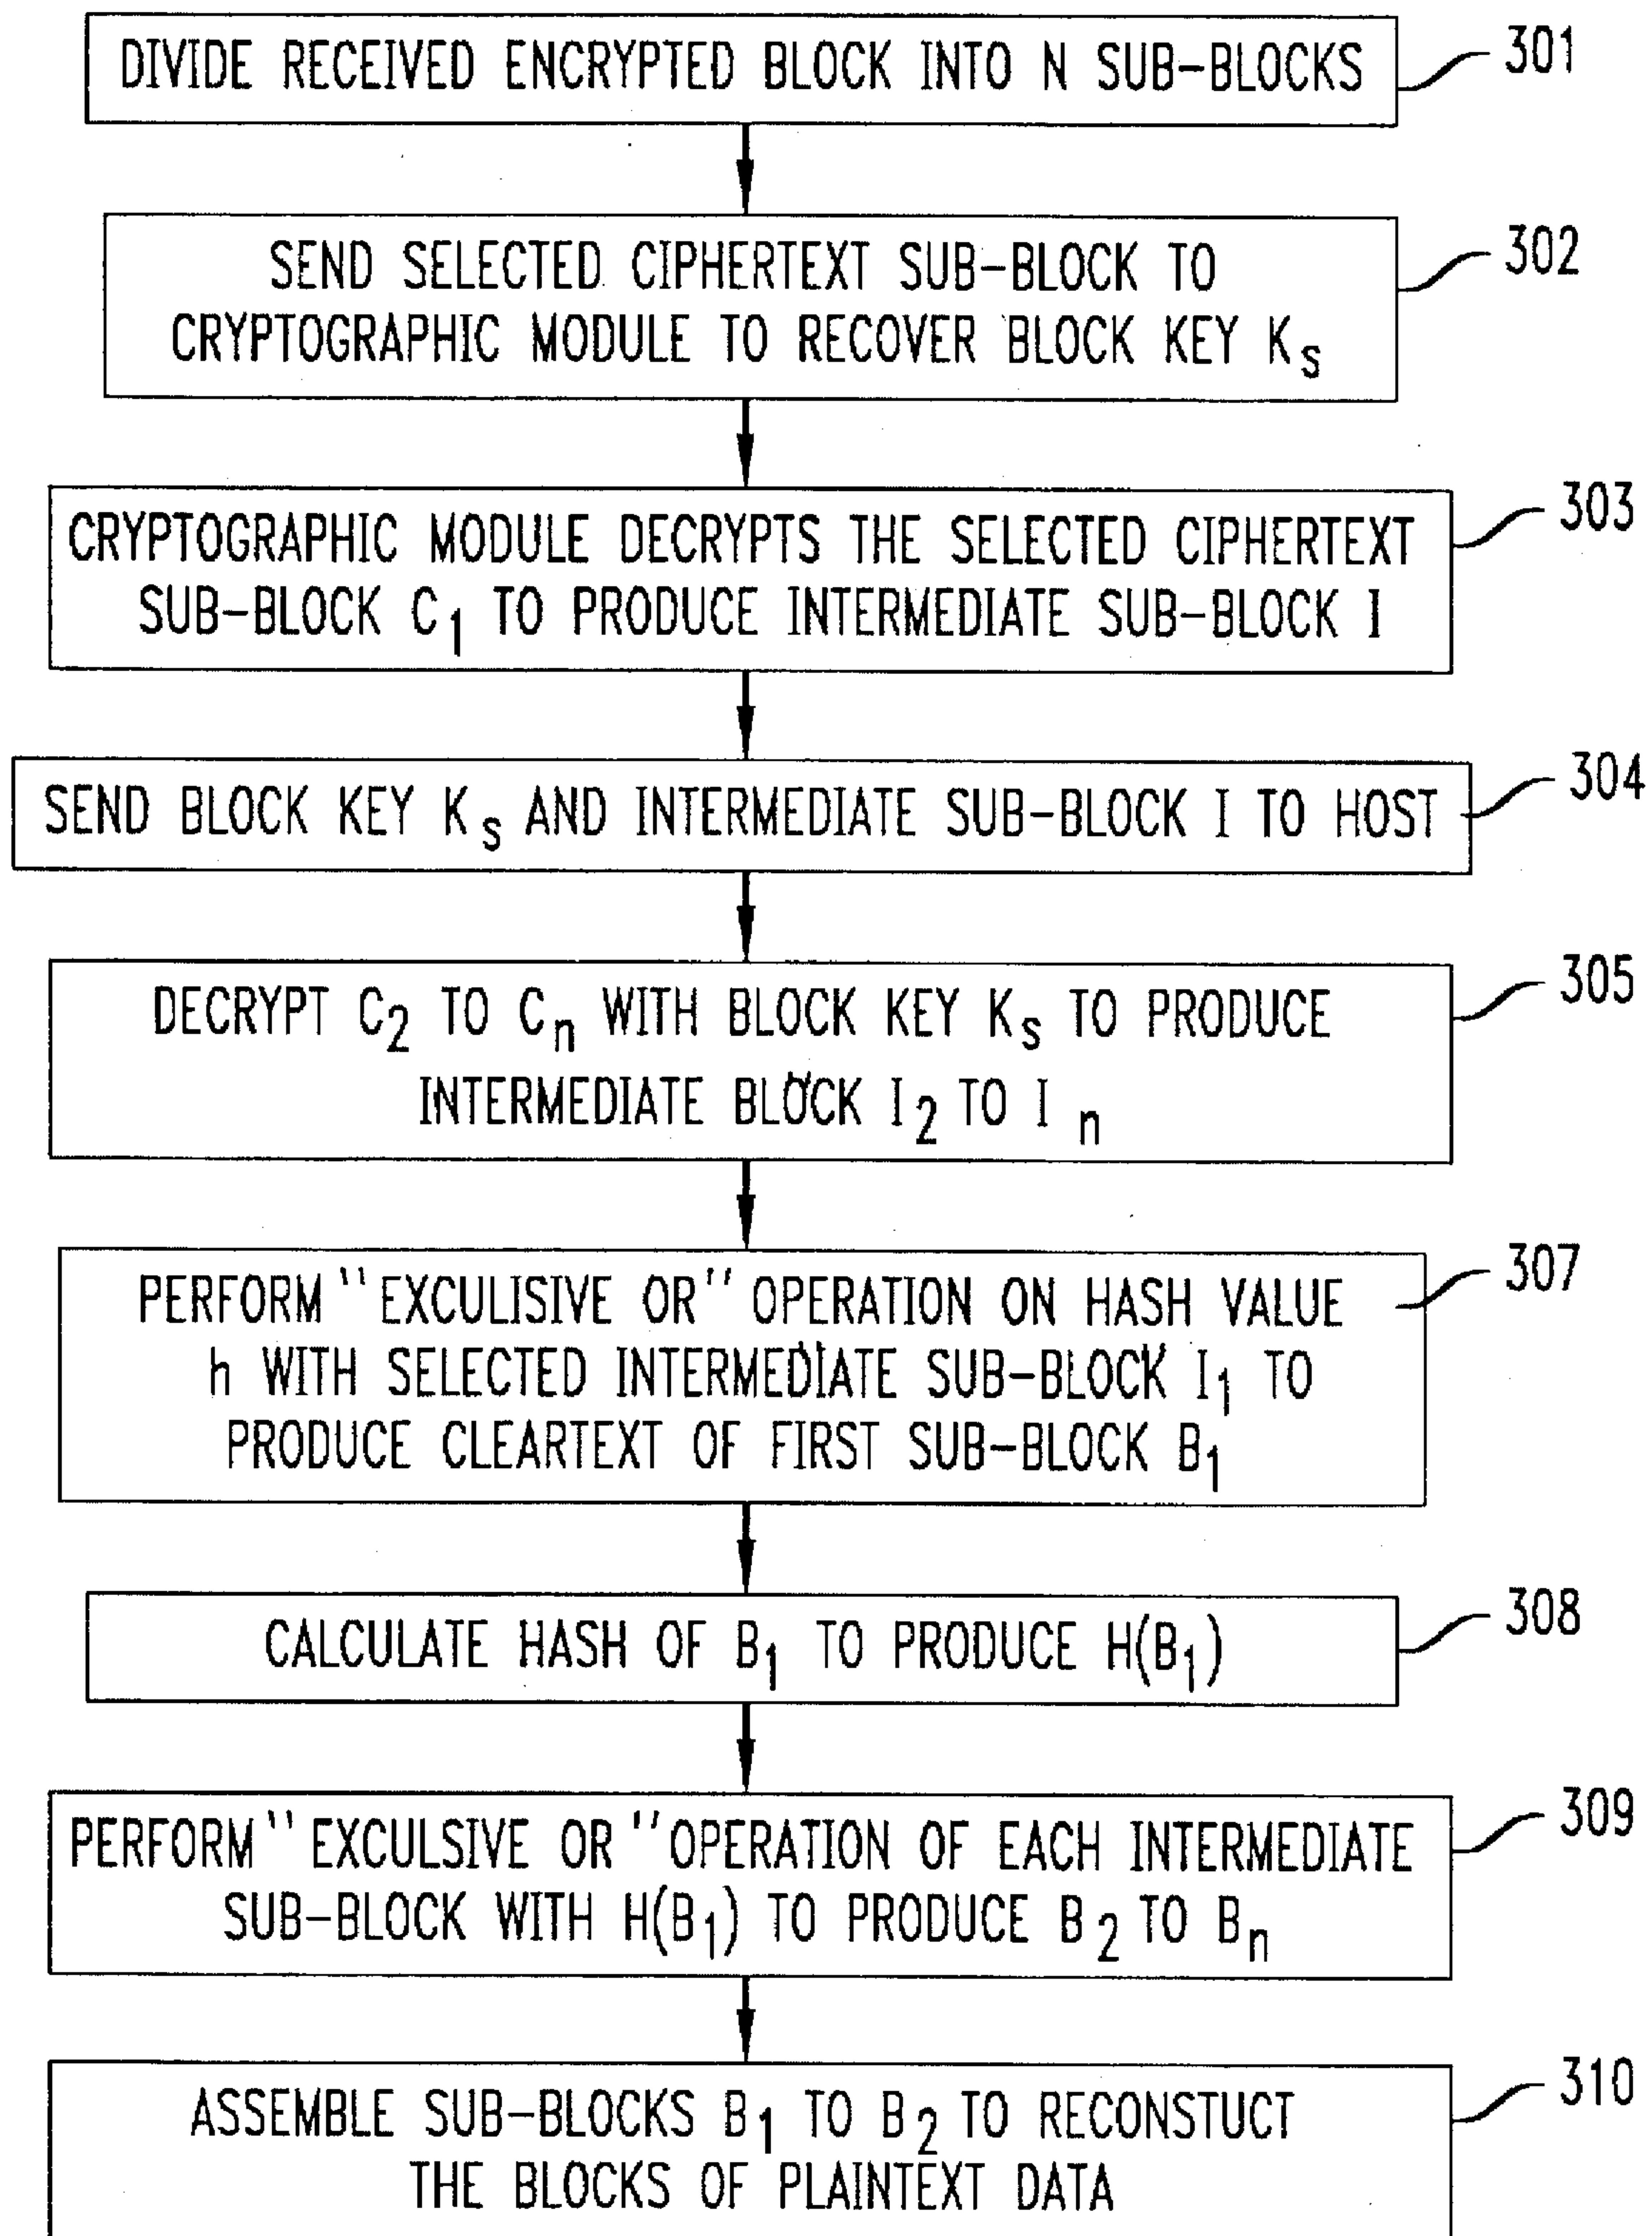 DIVIDE RECEIVED ENCRYPTED BLOCK INTO N SUB-BLOCKS
301
SEND SELECTED CIPHERTEXT SUB-BLOCK TO
CRYPTOGRAPHIC MODULE TO RECOVER BLOCK KEY Ks
302
CRYPTOGRAPHIC MODULE DECRYPTS THE SELECTED CIPHERTEXT
SUB-BLOCK C1 TO PRODUCE INTERMEDIATE SUB-BLOCK I
303
SEND BLOCK KEY Ks AND INTERMEDIATE SUB-BLOCK I TO HOST
304
DECRYPT C2 TO Cn WITH BLOCK KEY Ks TO PRODUCE
INTERMEDIATE BLOCK I2 TO In
305
PERFORM "EXCULISIVE OR" OPERATION ON HASH VALUE
h WITH SELECTED INTERMEDIATE SUB-BLOCK I1 TO
PRODUCE CLEARTEXT OF FIRST SUB-BLOCK B1
307
CALCULATE HASH OF B1 TO PRODUCE H(B1)
308
PERFORM "EXCULSIVE OR" OPERATION OF EACH INTERMEDIATE
SUB-BLOCK WITH H(B1) TO PRODUCE B2 TO Bn
309
ASSEMBLE SUB-BLOCKS B1 TO B2 TO RECONSTUCT
THE BLOCKS OF PLAINTEXT DATA
310